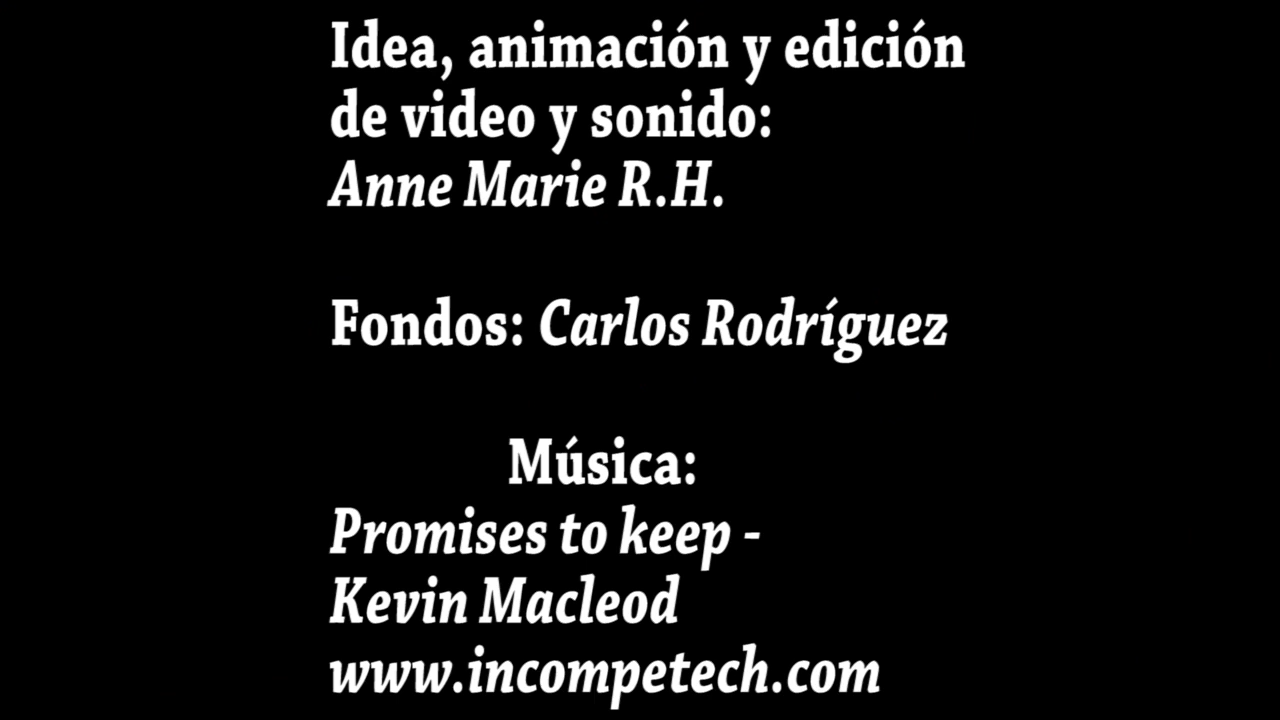 Idea, animación y edición
de video y sonido:
Anne Marie R.H.
Fondos: Carlos Rodríguez
Música:
Promises to keep -
Kevin Macleod
www.incompetech.com